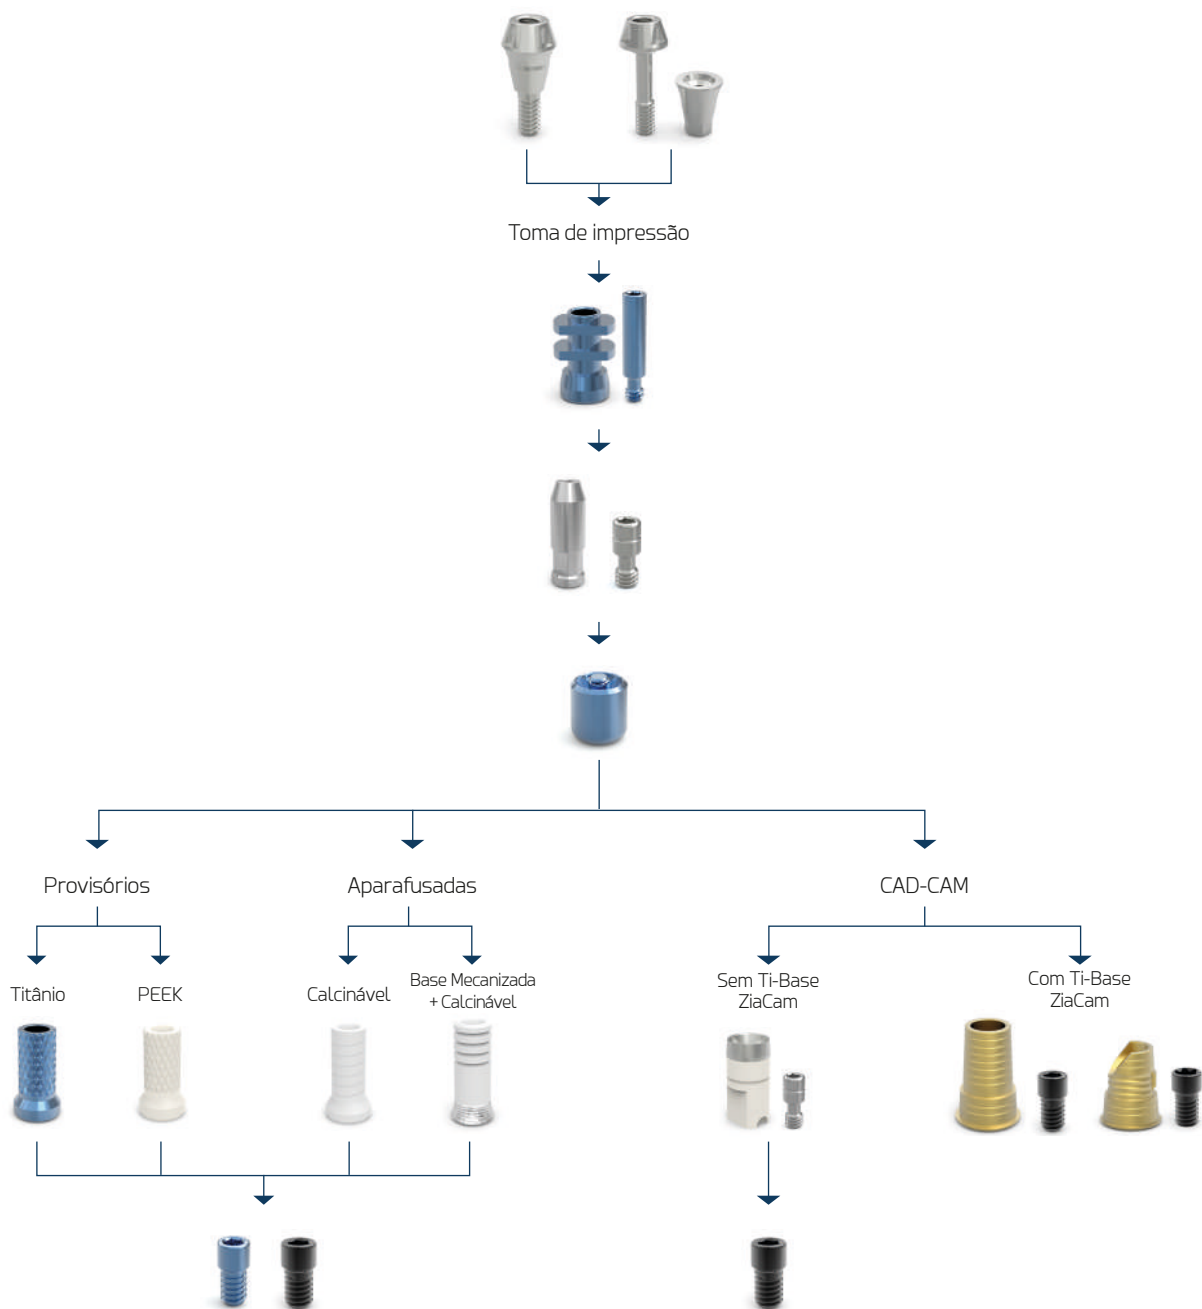 Toma de impressão
Provisórios
Aparafusadas
CAD-CAM
Titânio
PEEK
Calcinável
Base Mecanizada
+ Calcinável
Sem Ti-Base
ZiaCam
Com Ti-Base
ZiaCam